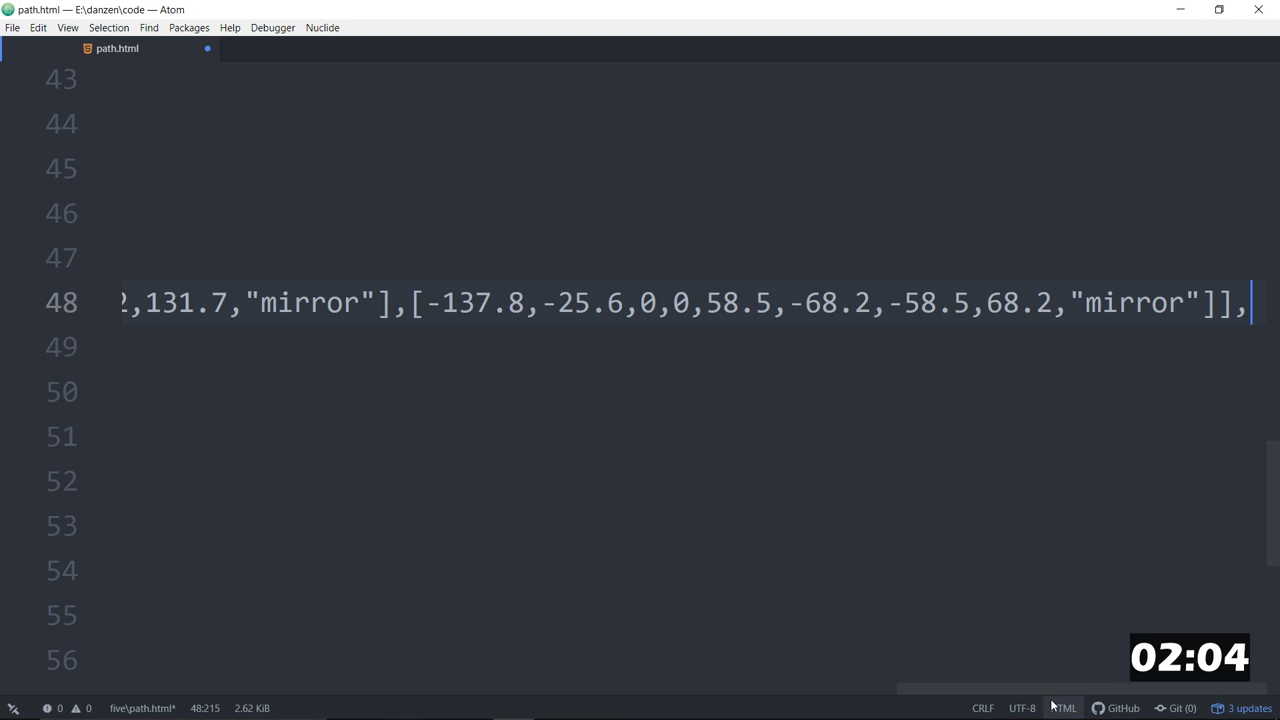 path.html — E:\danzen\code — Atom
File Edit View Selection Find Packages Help Debugger Nuclide
path.html
43
44
45
46
47
48 2,131.7,"mirror"],[-137.8,-25.6,0,0,58.5,-68.2,-58.5,68.2,"mirror"]],
49
50
51
52
53
54
55
56
02:04
0 0 five\path.html* 48:215 2.62 KiB CRLF UTF-8 HTML GitHub Git (0) 3 updates